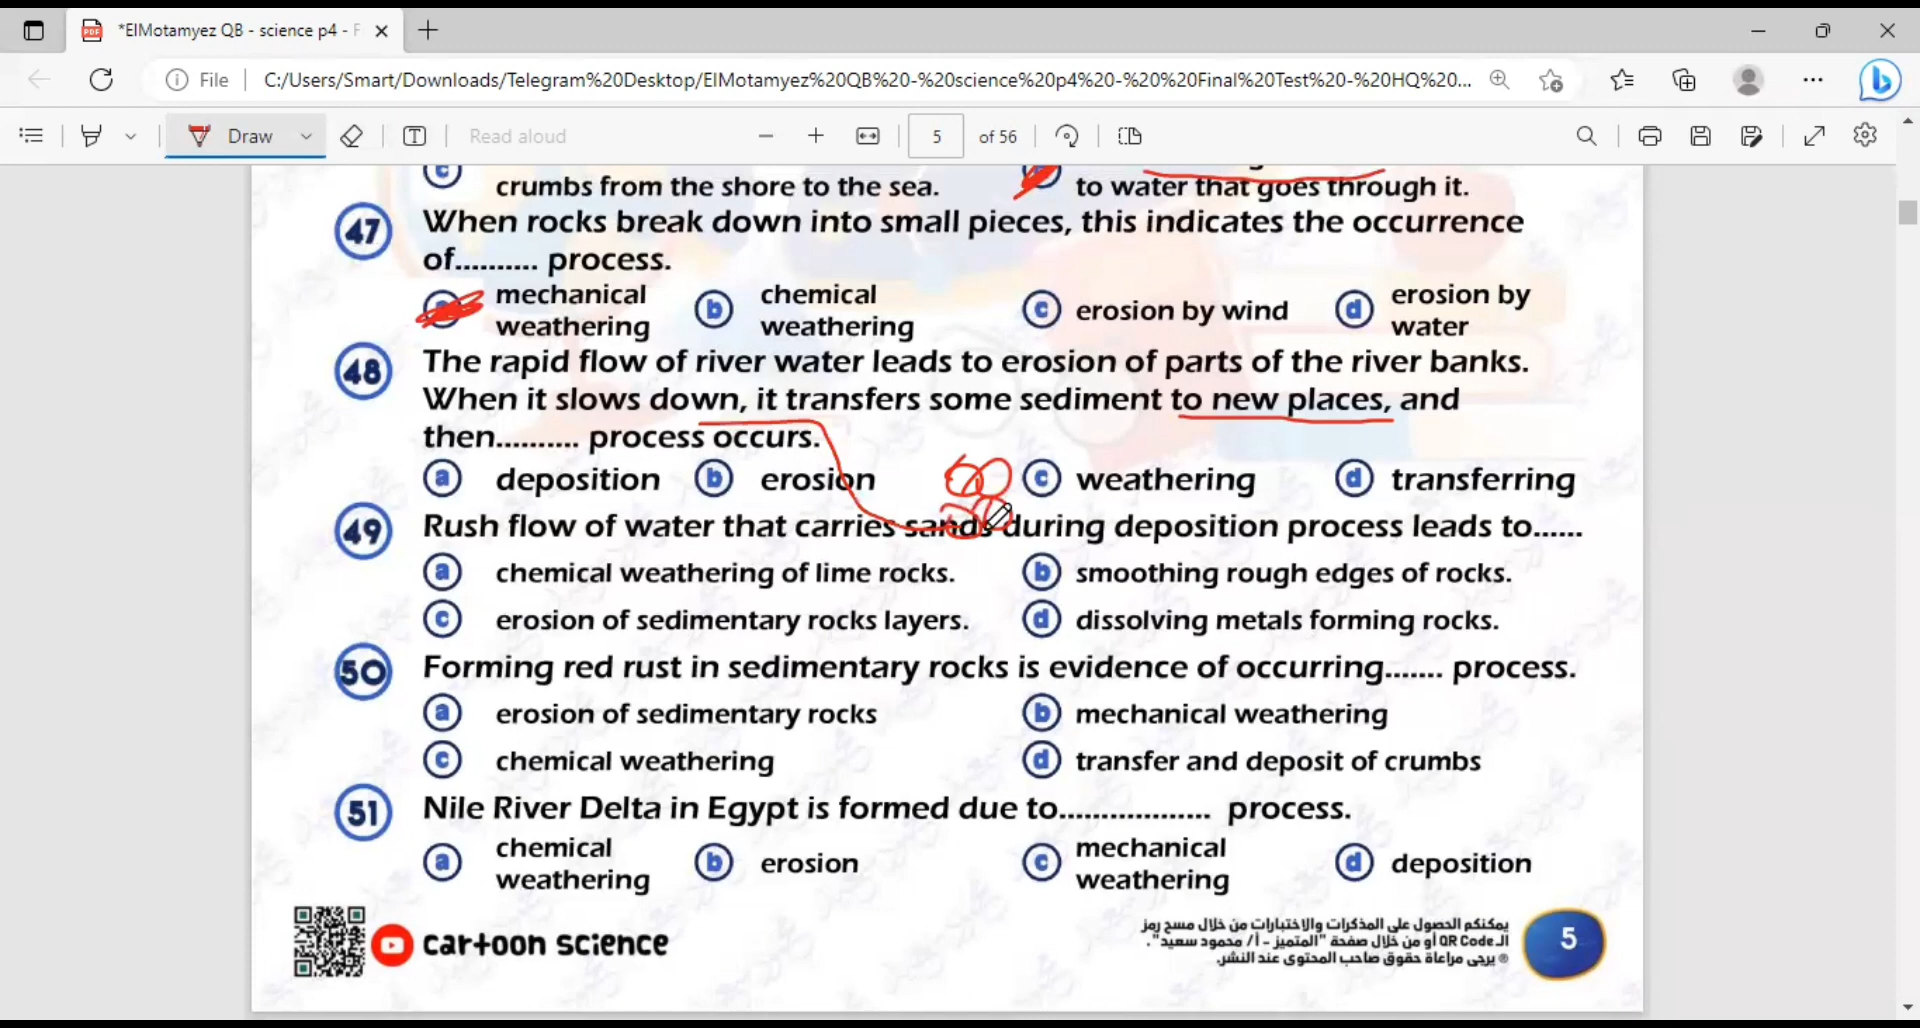 *ElMotamyez QB - science p4 - F
File
C:/Users/Smart/Downloads/Telegram%20Desktop/ElMotamyez%20QB%20-%20science%20p4%20-%20%20Final%20Test%20-%20HQ%20...
Draw
Read aloud
5 of 56
c crumbs from the shore to the sea.
to water that goes through it.
47 When rocks break down into small pieces, this indicates the occurrence
of.......... process.
mechanical weathering b chemical weathering c erosion by wind d erosion by water
48 The rapid flow of river water leads to erosion of parts of the river banks.
When it slows down, it transfers some sediment to new places, and
then.......... process occurs.
a deposition b erosion c weathering d transferring
49 Rush flow of water that carries sands during deposition process leads to......
a chemical weathering of lime rocks. b smoothing rough edges of rocks.
c erosion of sedimentary rocks layers. d dissolving metals forming rocks.
50 Forming red rust in sedimentary rocks is evidence of occurring....... process.
a erosion of sedimentary rocks b mechanical weathering
c chemical weathering d transfer and deposit of crumbs
51 Nile River Delta in Egypt is formed due to.................. process.
a chemical weathering b erosion c mechanical weathering d deposition
cartoon science
يمكنكم الحصول على المذكرات والاختبارات من خلال مسح رمز
الـ QR Code أو من خلال صفحة "المتميز - أ/ محمود سعيد".
® يرجى مراعاة حقوق صاحب المحتوى عند النشر.
5